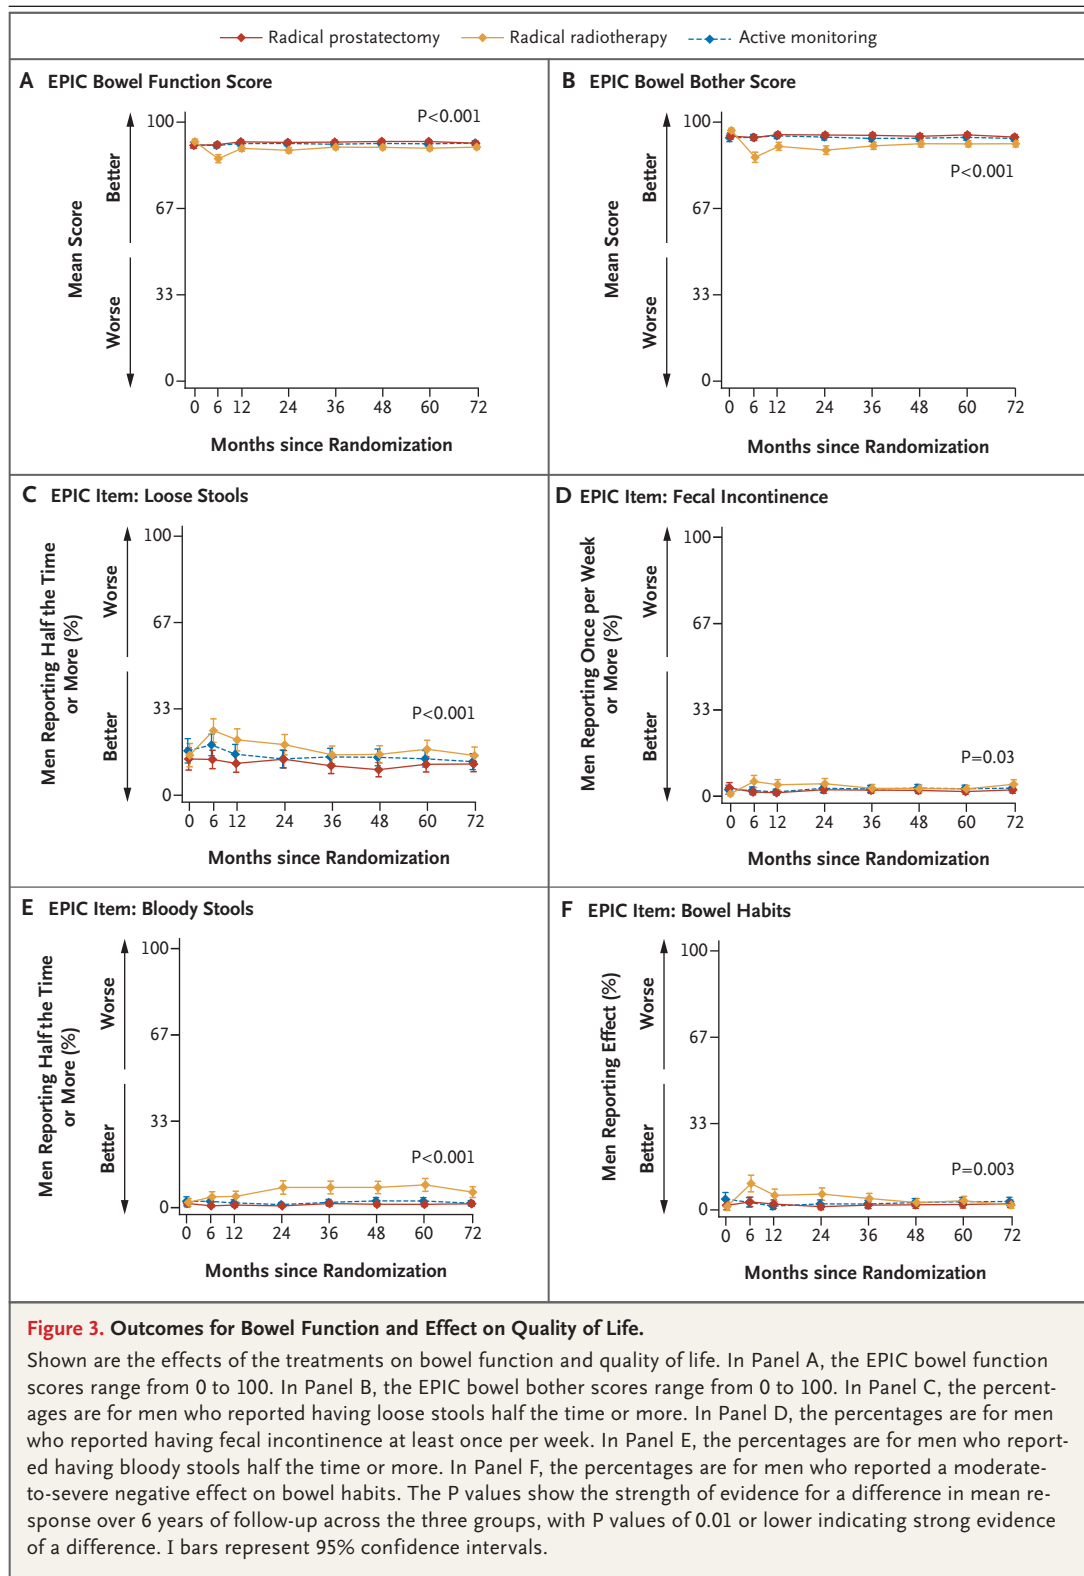 Radical prostatectomy Radical radiotherapy Active monitoring
A EPIC Bowel Function Score
Mean Score
Better
Worse
100
67
33
0
P<0.001
0 6 12 24 36 48 60 72
Months since Randomization
B EPIC Bowel Bother Score
Mean Score
Better
Worse
100
67
33
0
P<0.001
0 6 12 24 36 48 60 72
Months since Randomization
C EPIC Item: Loose Stools
Men Reporting Half the Time
or More (%)
Worse
Better
100
67
33
0
P<0.001
0 6 12 24 36 48 60 72
Months since Randomization
D EPIC Item: Fecal Incontinence
Men Reporting Once per Week
or More (%)
Worse
Better
100
67
33
0
P=0.03
0 6 12 24 36 48 60 72
Months since Randomization
E EPIC Item: Bloody Stools
Men Reporting Half the Time
or More (%)
Worse
Better
100
67
33
0
P<0.001
0 6 12 24 36 48 60 72
Months since Randomization
F EPIC Item: Bowel Habits
Men Reporting Effect (%)
Worse
Better
100
67
33
0
P=0.003
0 6 12 24 36 48 60 72
Months since Randomization
Figure 3. Outcomes for Bowel Function and Effect on Quality of Life.
Shown are the effects of the treatments on bowel function and quality of life. In Panel A, the EPIC bowel function
scores range from 0 to 100. In Panel B, the EPIC bowel bother scores range from 0 to 100. In Panel C, the percent-
ages are for men who reported having loose stools half the time or more. In Panel D, the percentages are for men
who reported having fecal incontinence at least once per week. In Panel E, the percentages are for men who report-
ed having bloody stools half the time or more. In Panel F, the percentages are for men who reported a moderate-
to-severe negative effect on bowel habits. The P values show the strength of evidence for a difference in mean re-
sponse over 6 years of follow-up across the three groups, with P values of 0.01 or lower indicating strong evidence
of a difference. I bars represent 95% confidence intervals.